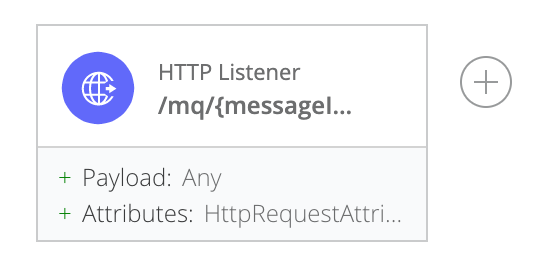 HTTP Listener
/mq/{messageI...
+ Payload: Any
+ Attributes: HttpRequestAttri...